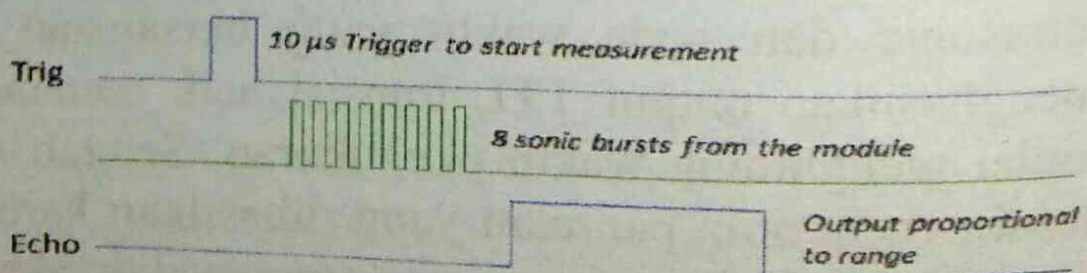 10 µs Trigger to start measurement
Trig
8 sonic bursts from the module
Output proportional
to range
Echo